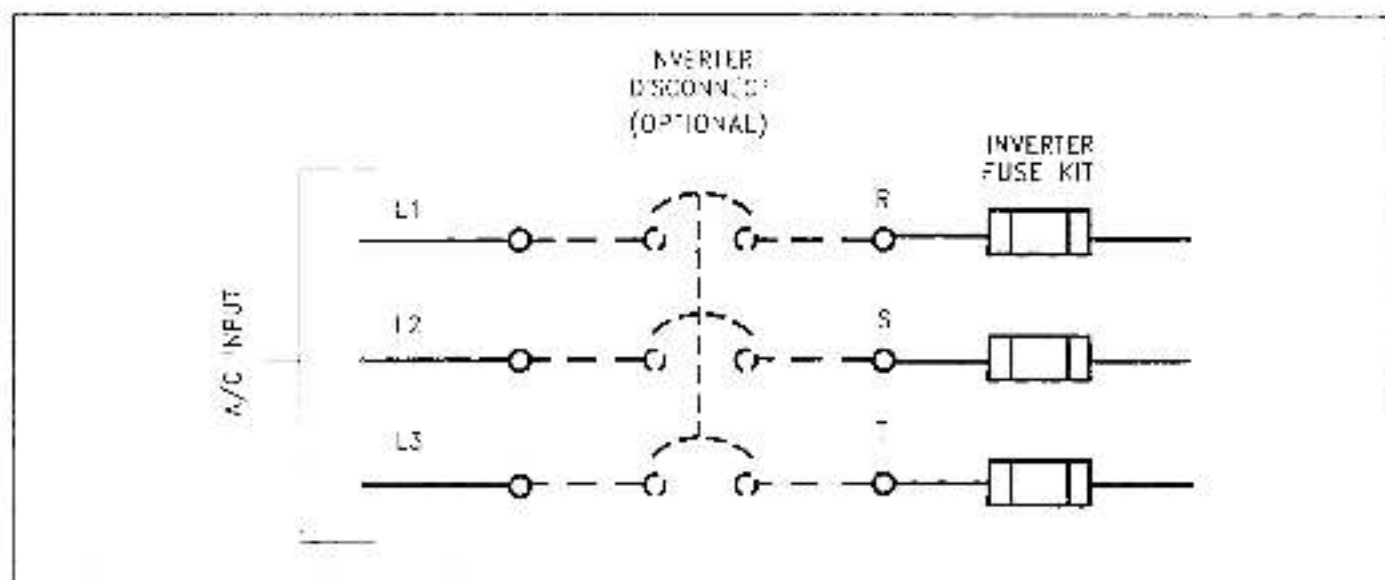 INVERTER
DISCONNECT
(OPTIONAL)
INVERTER
FUSE KIT
L1
R
L2
S
L3
T
A/C INPUT